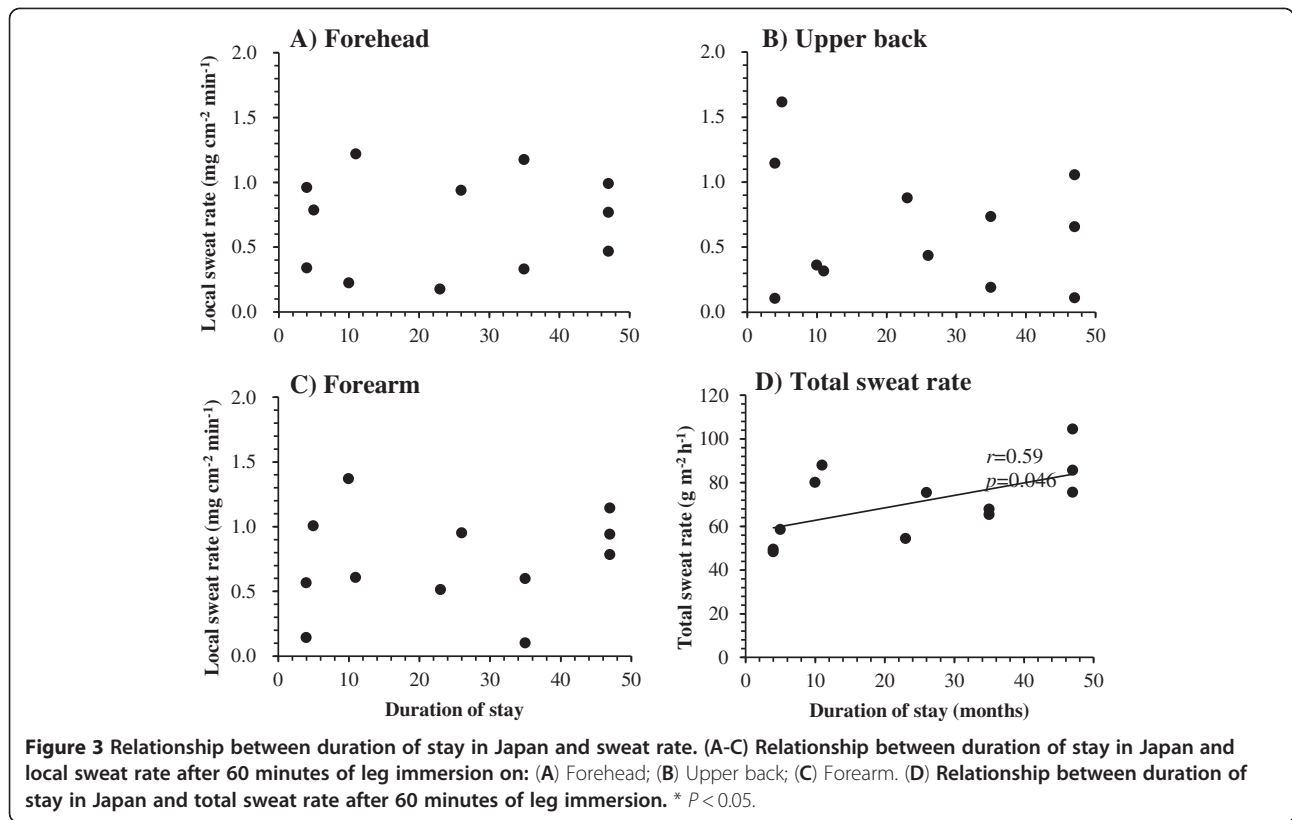 A) Forehead
2.0
1.5
1.0
0.5
0.0
0 10 20 30 40 50
Local sweat rate (mg cm⁻² min⁻¹)
B) Upper back
2.0
1.5
1.0
0.5
0.0
0 10 20 30 40 50
C) Forearm
2.0
1.5
1.0
0.5
0.0
0 10 20 30 40 50
Local sweat rate (mg cm⁻² min⁻¹)
Duration of stay
D) Total sweat rate
120
100
80
60
40
20
0
0 10 20 30 40 50
Total sweat rate (g m⁻² h⁻¹)
r=0.59
p=0.046
Duration of stay (months)
Figure 3 Relationship between duration of stay in Japan and sweat rate. (A-C) Relationship between duration of stay in Japan and
local sweat rate after 60 minutes of leg immersion on: (A) Forehead; (B) Upper back; (C) Forearm. (D) Relationship between duration of
stay in Japan and total sweat rate after 60 minutes of leg immersion. * P < 0.05.